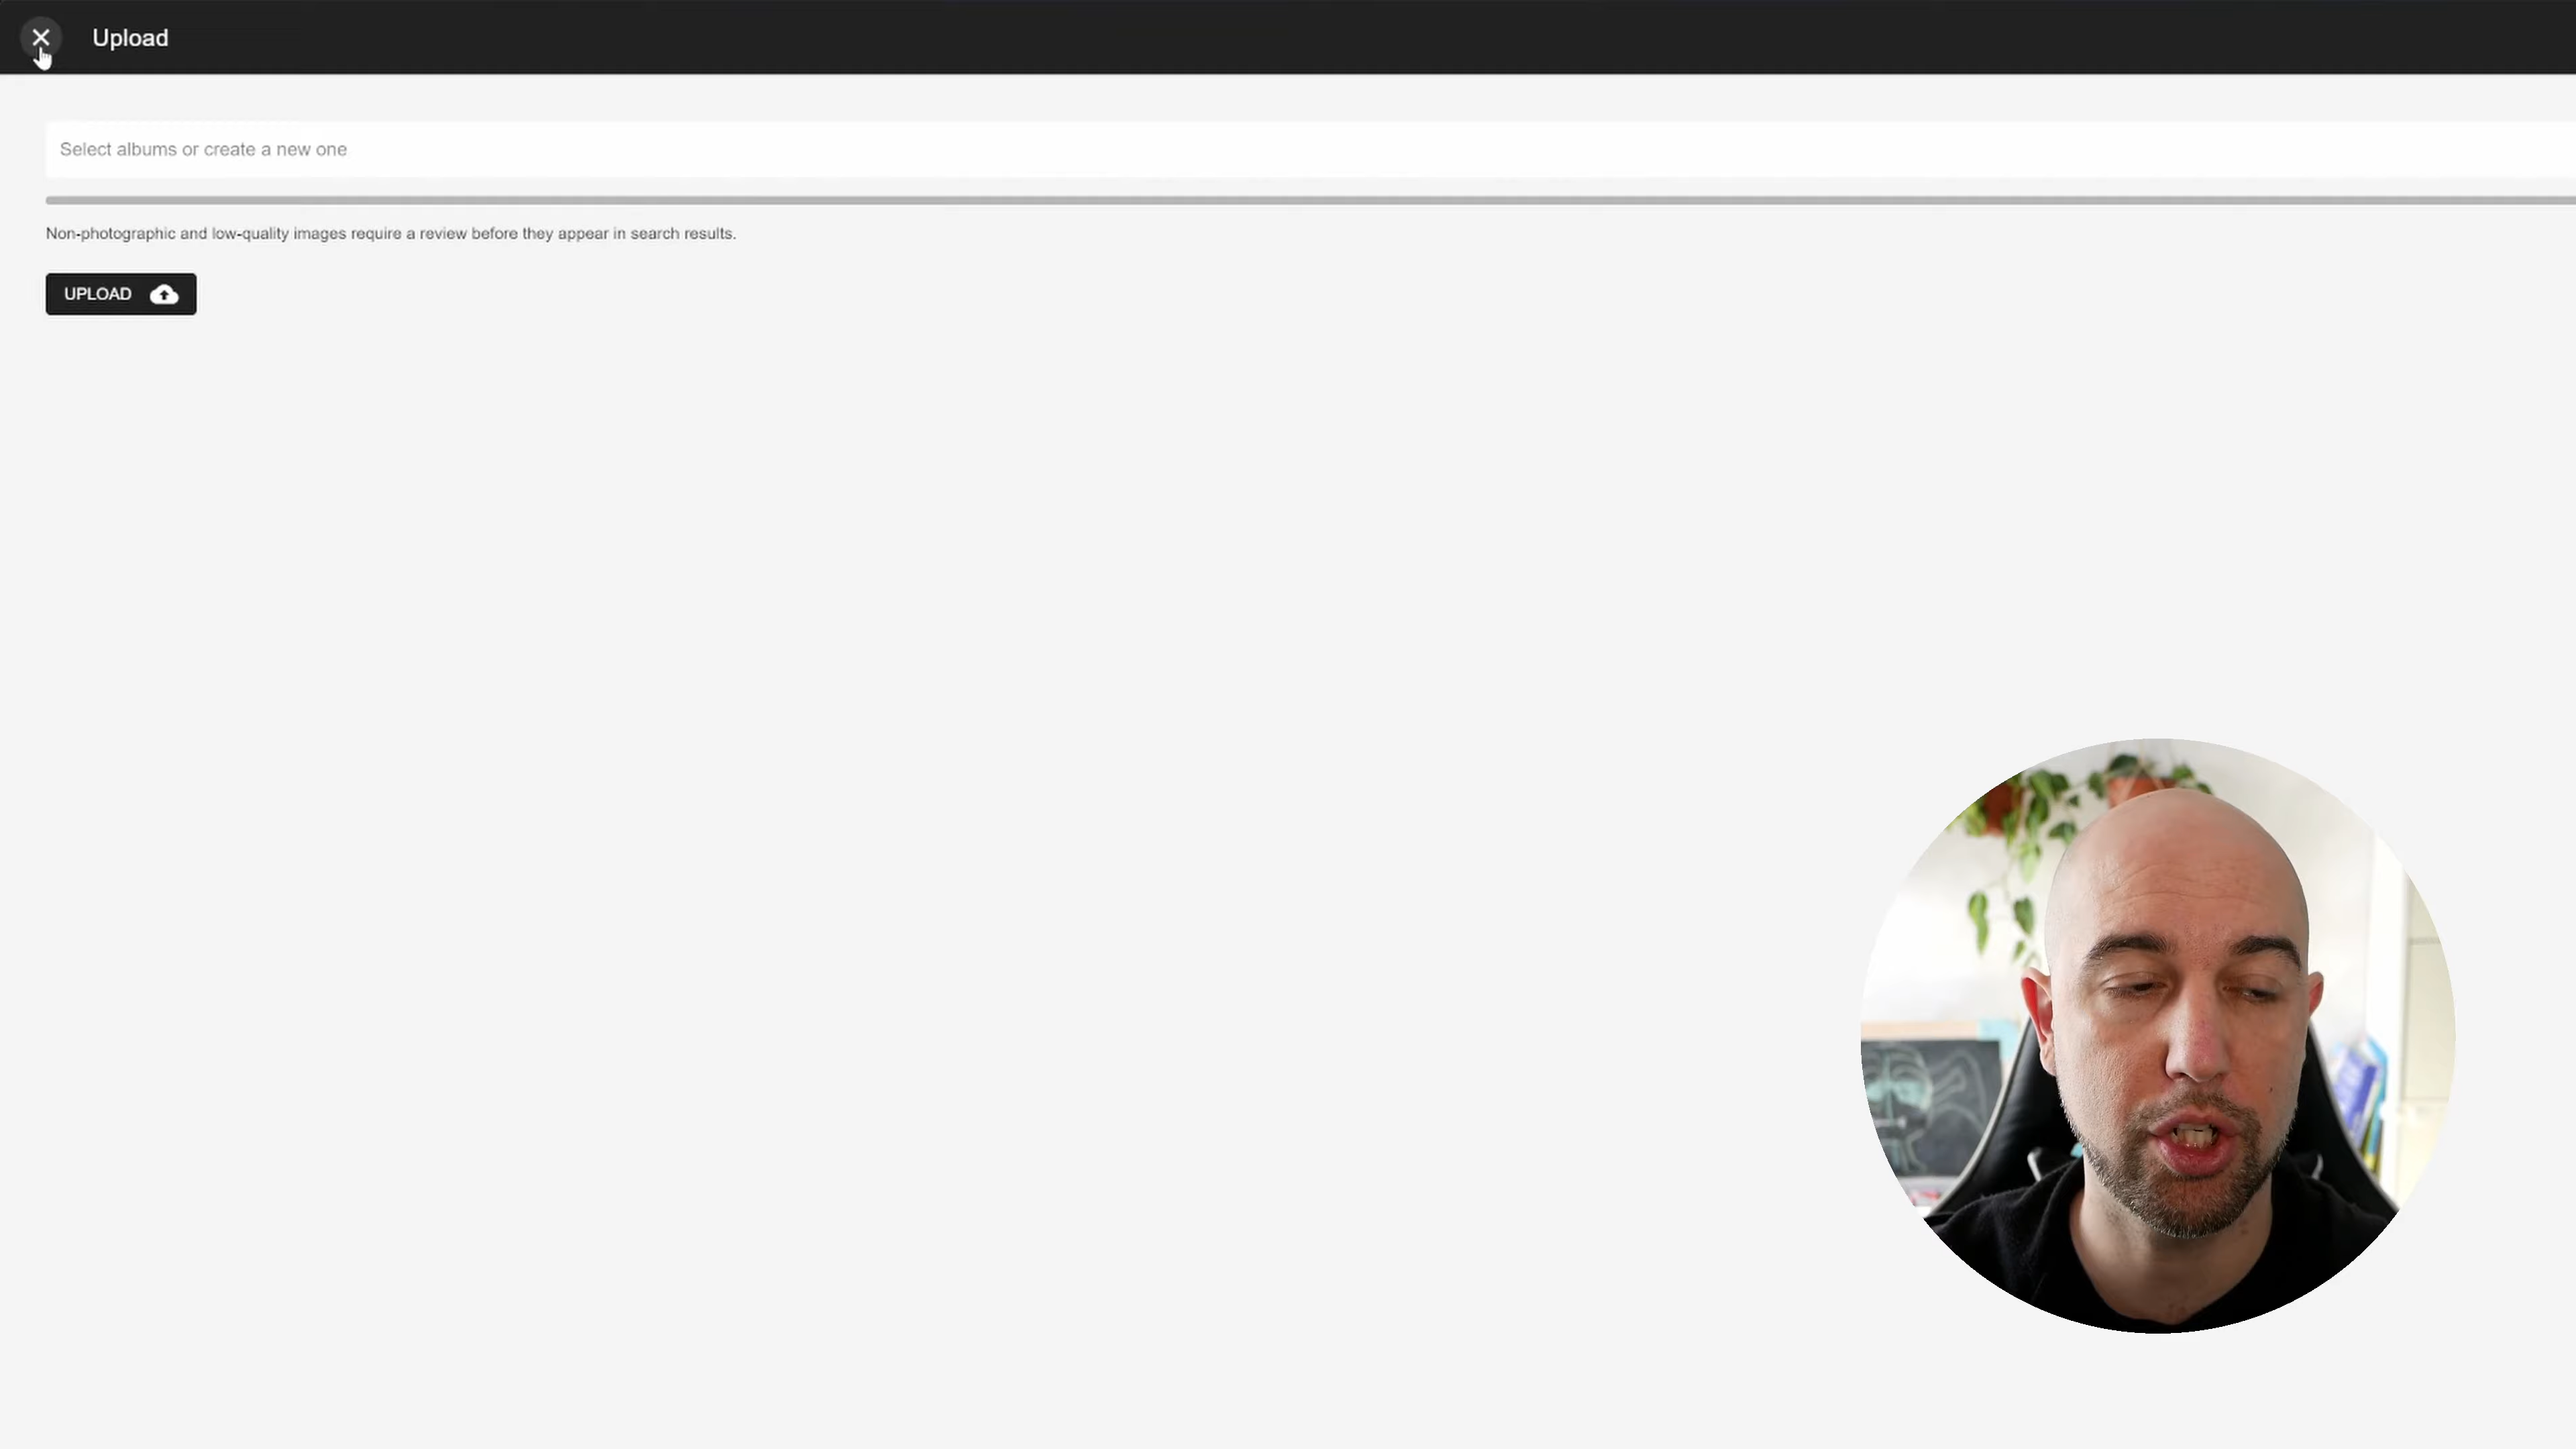 Upload
Select albums or create a new one
Non-photographic and low-quality images require a review before they appear in search results.
UPLOAD